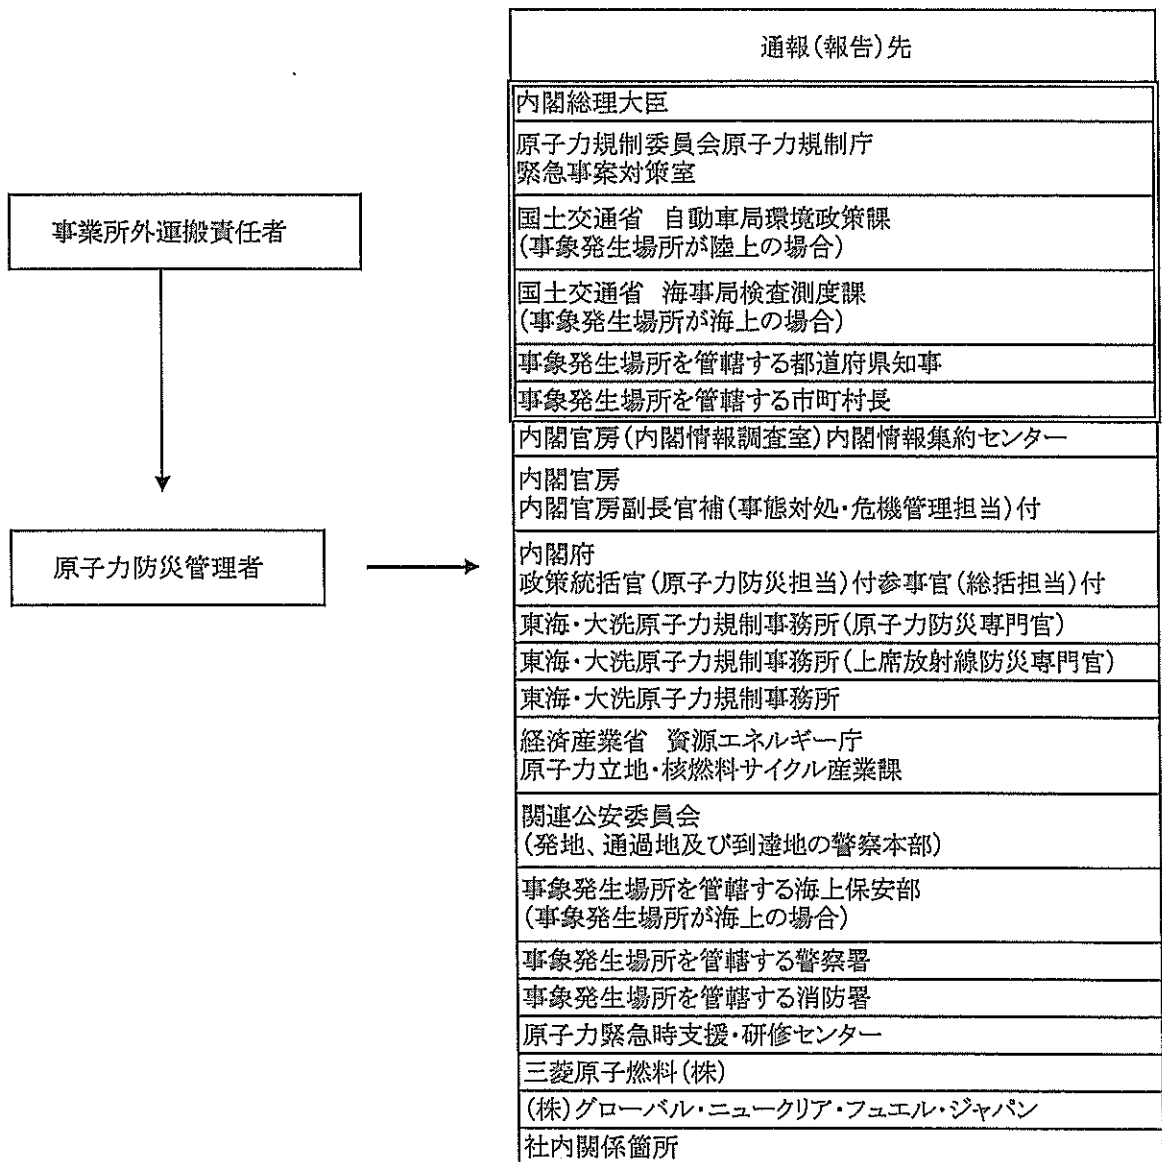 通報(報告)先
内閣総理大臣
原子力規制委員会原子力規制庁
緊急事案対策室
国土交通省 自動車局環境政策課
(事象発生場所が陸上の場合)
国土交通省 海事局検査測度課
(事象発生場所が海上の場合)
事象発生場所を管轄する都道府県知事
事象発生場所を管轄する市町村長
内閣官房(内閣情報調査室)内閣情報集約センター
内閣官房
内閣官房副長官補(事態対処・危機管理担当)付
内閣府
政策統括官(原子力防災担当)付参事官(総括担当)付
東海・大洗原子力規制事務所(原子力防災専門官)
東海・大洗原子力規制事務所(上席放射線防災専門官)
東海・大洗原子力規制事務所
経済産業省 資源エネルギー庁
原子力立地・核燃料サイクル産業課
関連公安委員会
(発地、通過地及び到達地の警察本部)
事象発生場所を管轄する海上保安部
(事象発生場所が海上の場合)
事象発生場所を管轄する警察署
事象発生場所を管轄する消防署
原子力緊急時支援・研修センター
三菱原子燃料(株)
(株)グローバル・ニュークリア・フュエル・ジャパン
社内関係箇所
事業所外運搬責任者
原子力防災管理者